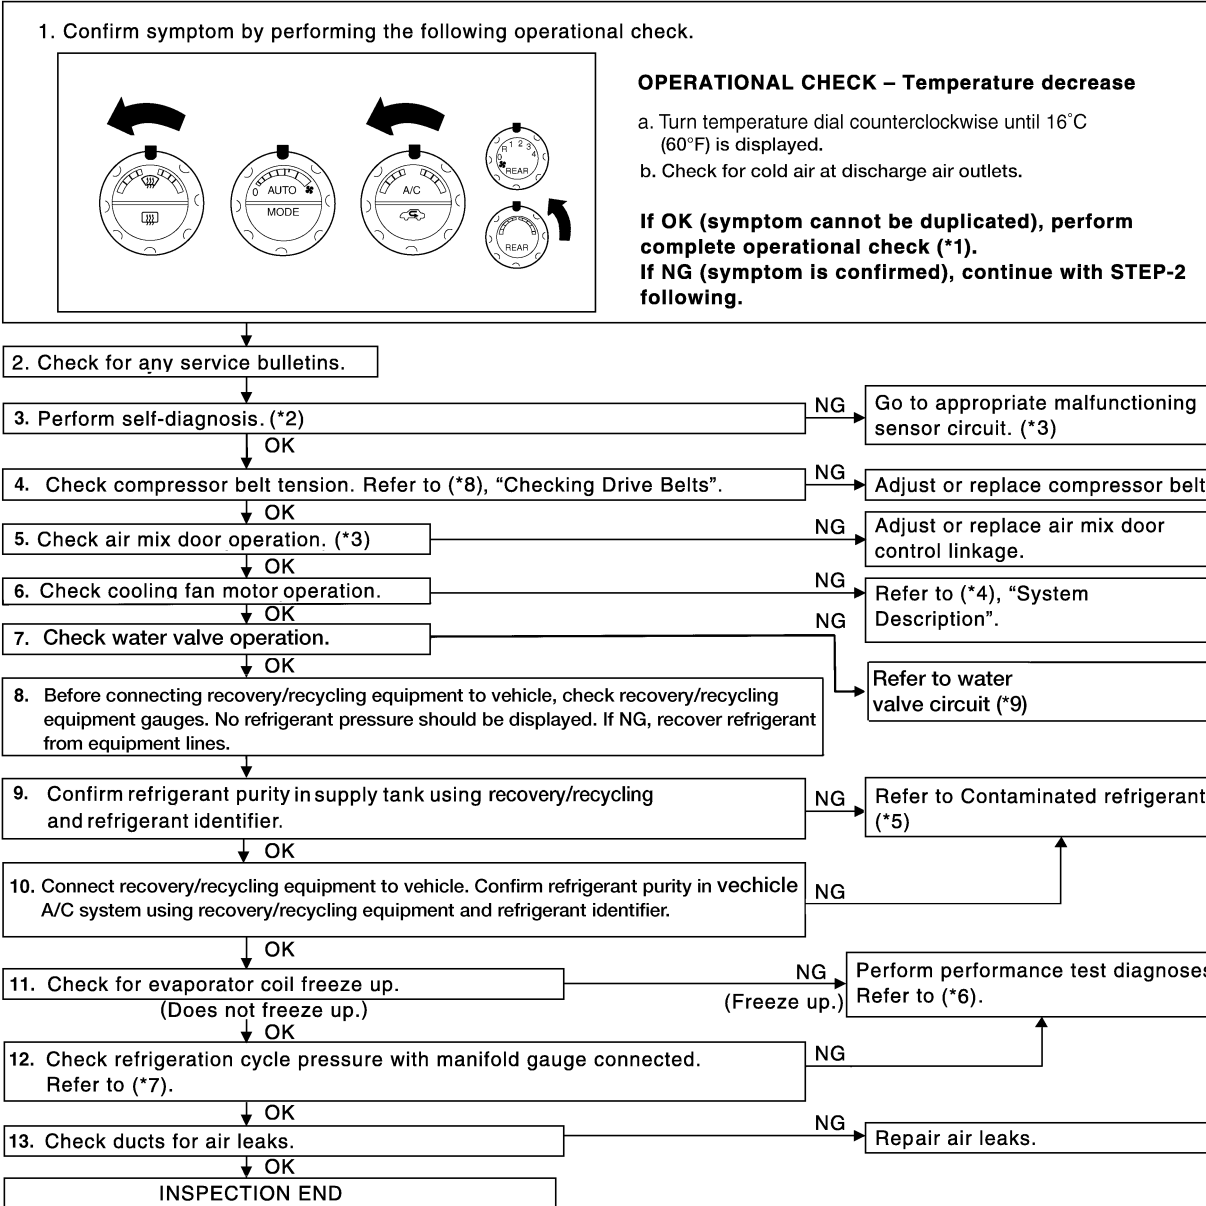 1. Confirm symptom by performing the following operational check.
OPERATIONAL CHECK – Temperature decrease
a. Turn temperature dial counterclockwise until 16°C
(60°F) is displayed.
b. Check for cold air at discharge air outlets.
If OK (symptom cannot be duplicated), perform
complete operational check (*1).
If NG (symptom is confirmed), continue with STEP-2
following.
0
AUTO
MODE
A/C
0 R 1 2 3 4
REAR
REAR
2. Check for any service bulletins.
3. Perform self-diagnosis. (*2)
NG
Go to appropriate malfunctioning
sensor circuit. (*3)
OK
4. Check compressor belt tension. Refer to (*8), “Checking Drive Belts”.
NG
Adjust or replace compressor belt
OK
5. Check air mix door operation. (*3)
NG
Adjust or replace air mix door
control linkage.
OK
6. Check cooling fan motor operation.
NG
Refer to (*4), “System
Description”.
OK
7. Check water valve operation.
NG
Refer to water
valve circuit (*9)
OK
8. Before connecting recovery/recycling equipment to vehicle, check recovery/recycling
equipment gauges. No refrigerant pressure should be displayed. If NG, recover refrigerant
from equipment lines.
9. Confirm refrigerant purity in supply tank using recovery/recycling
and refrigerant identifier.
NG
Refer to Contaminated refrigerant
(*5)
OK
10. Connect recovery/recycling equipment to vehicle. Confirm refrigerant purity in vechicle
A/C system using recovery/recycling equipment and refrigerant identifier.
NG
OK
11. Check for evaporator coil freeze up.
NG
(Freeze up.)
Perform performance test diagnoses
Refer to (*6).
(Does not freeze up.)
OK
12. Check refrigeration cycle pressure with manifold gauge connected.
Refer to (*7).
NG
OK
13. Check ducts for air leaks.
NG
Repair air leaks.
OK
INSPECTION END